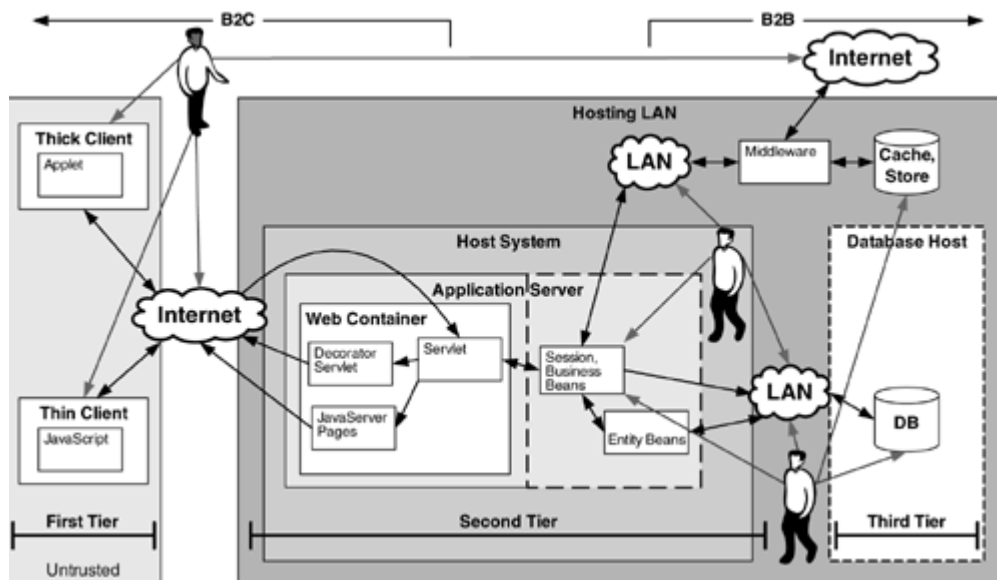 B2C
B2B
Internet
Hosting LAN
Thick Client
Applet
LAN
Middleware
Cache,
Store
Host System
Database Host
Application Server
Internet
Web Container
Decorator
Servlet
Servlet
Session,
Business
Beans
JavaServer
Pages
Entity Beans
LAN
DB
Thin Client
JavaScript
First Tier
Second Tier
Third Tier
Untrusted